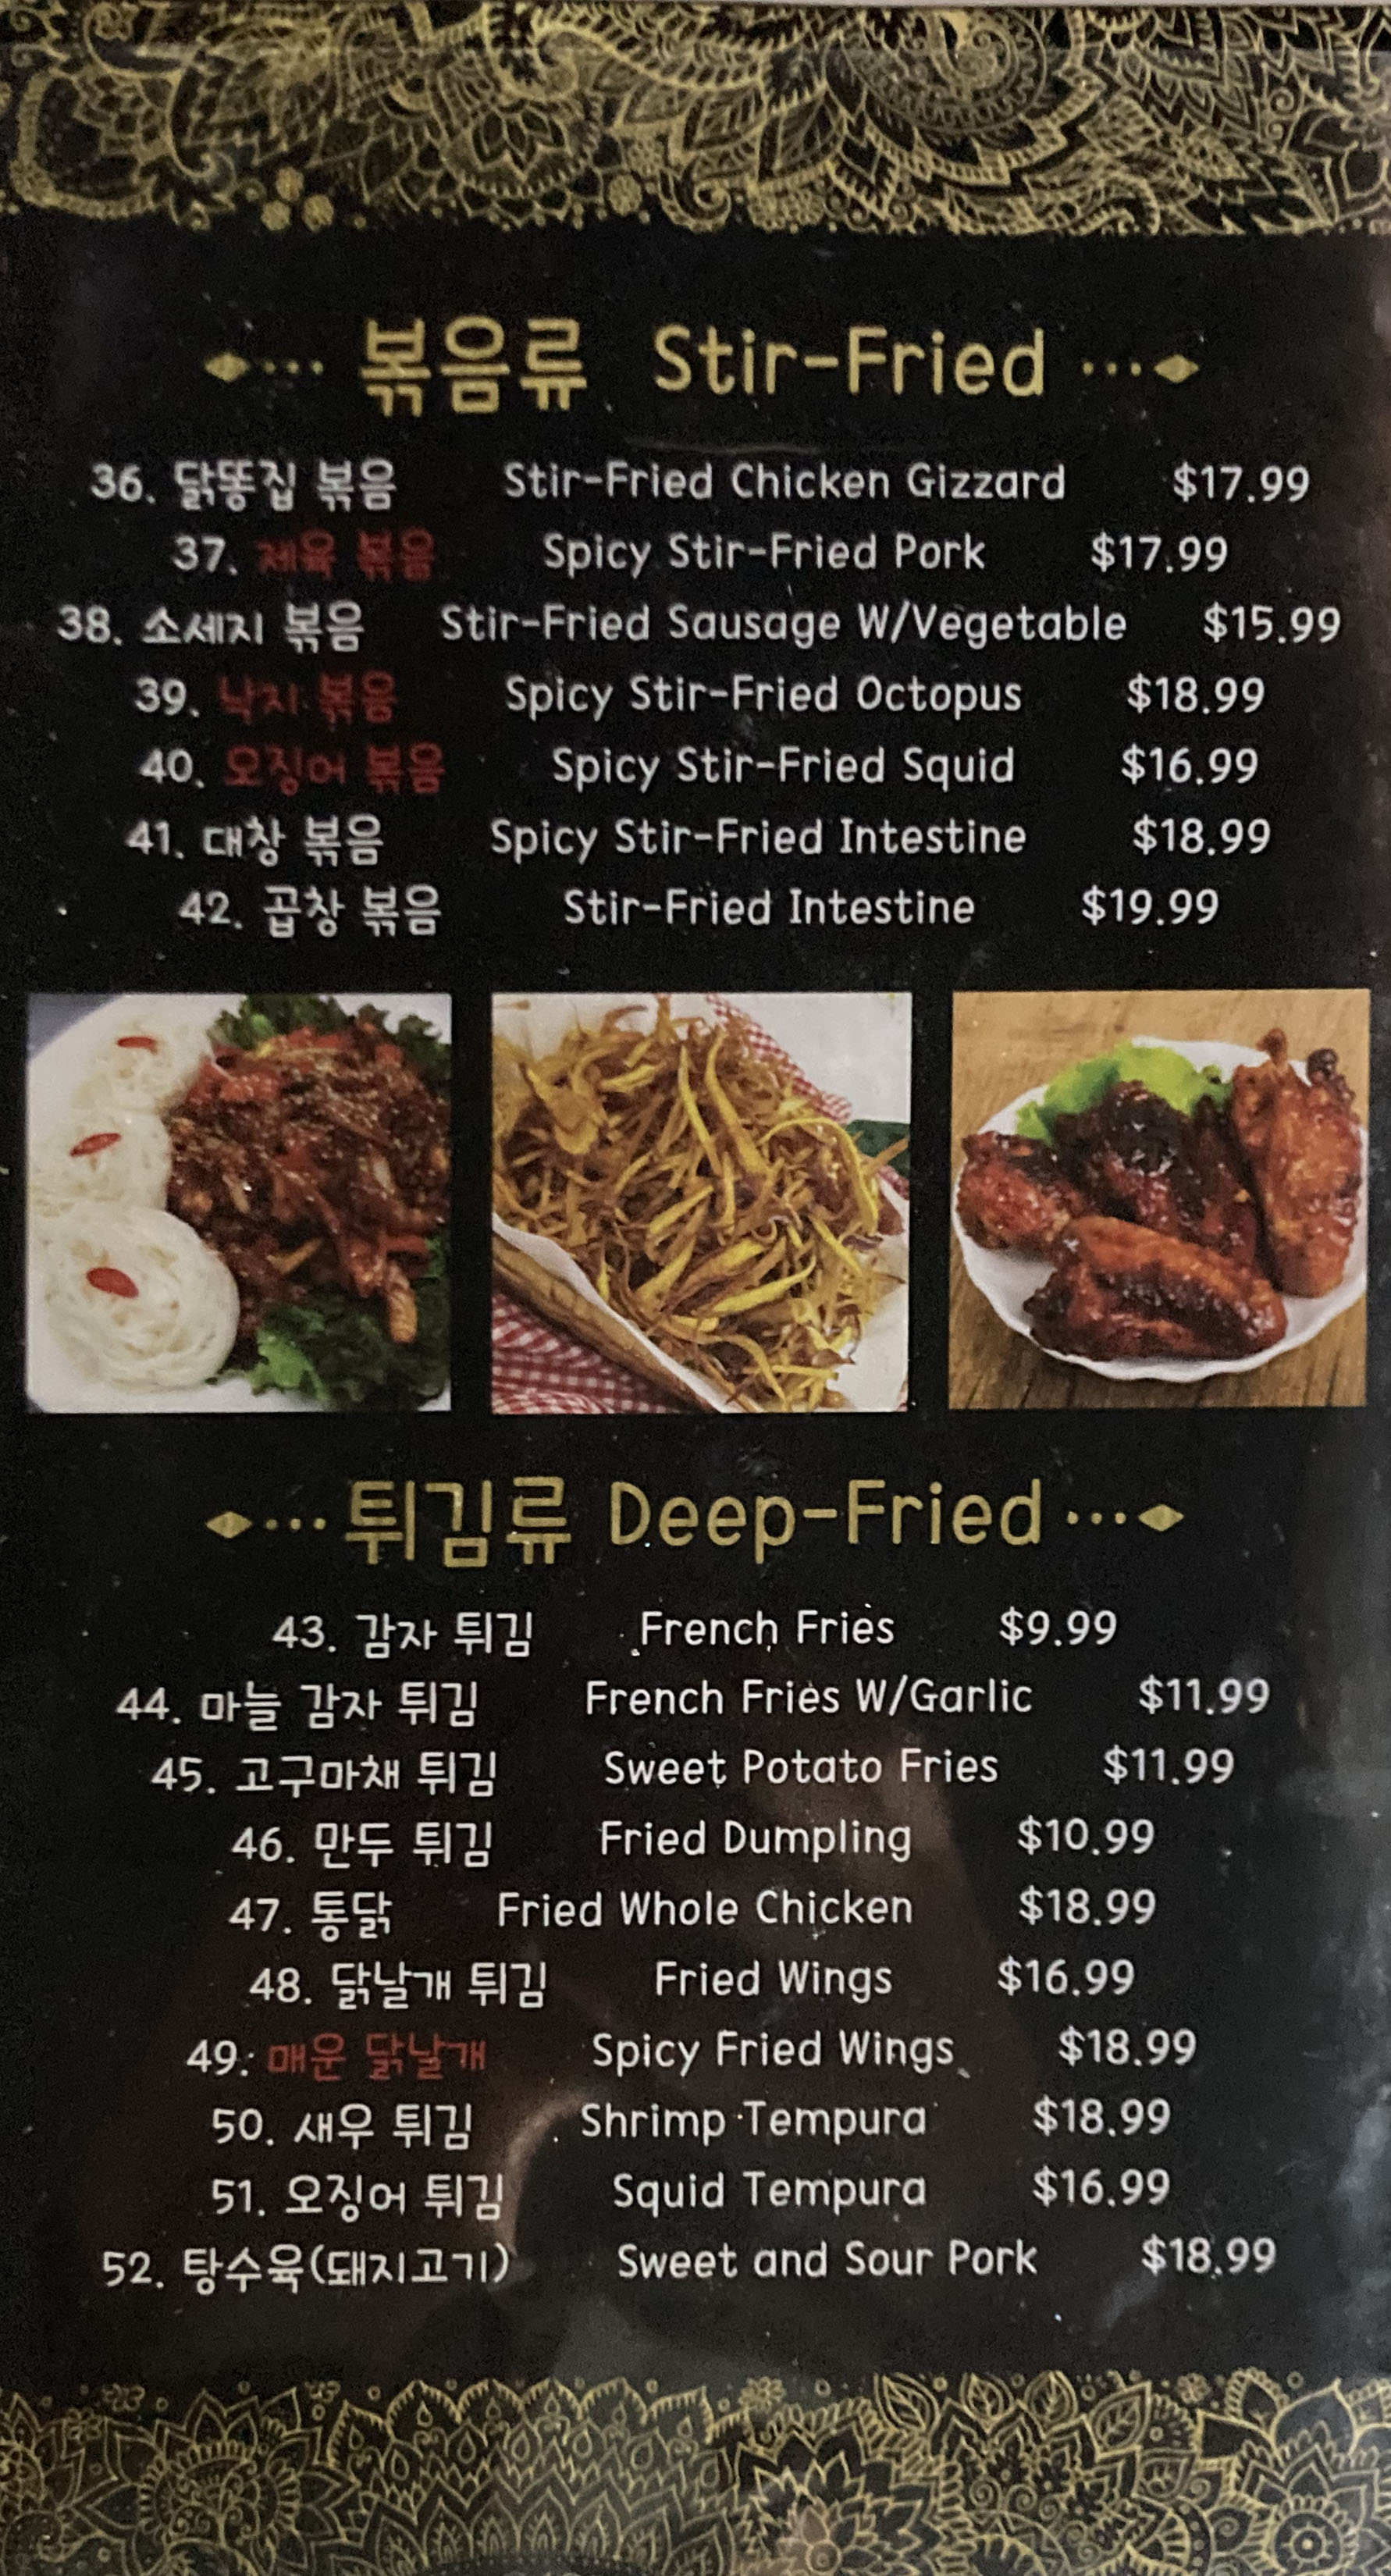 볶음류 Stir-Fried
36. 닭똥집 볶음 Stir-Fried Chicken Gizzard $17.99
37. 제육 볶음 Spicy Stir-Fried Pork $17.99
38. 소세지 볶음 Stir-Fried Sausage W/Vegetable $15.99
39. 낙지 볶음 Spicy Stir-Fried Octopus $18.99
40. 오징어 볶음 Spicy Stir-Fried Squid $16.99
41. 대창 볶음 Spicy Stir-Fried Intestine $18.99
42. 곱창 볶음 Stir-Fried Intestine $19.99
튀김류 Deep-Fried
43. 감자 튀김 French Fries $9.99
44. 마늘 감자 튀김 French Fries W/Garlic $11.99
45. 고구마채 튀김 Sweet Potato Fries $11.99
46. 만두 튀김 Fried Dumpling $10.99
47. 통닭 Fried Whole Chicken $18.99
48. 닭날개 튀김 Fried Wings $16.99
49. 매운 닭날개 Spicy Fried Wings $18.99
50. 새우 튀김 Shrimp Tempura $18.99
51. 오징어 튀김 Squid Tempura $16.99
52. 탕수육(돼지고기) Sweet and Sour Pork $18.99